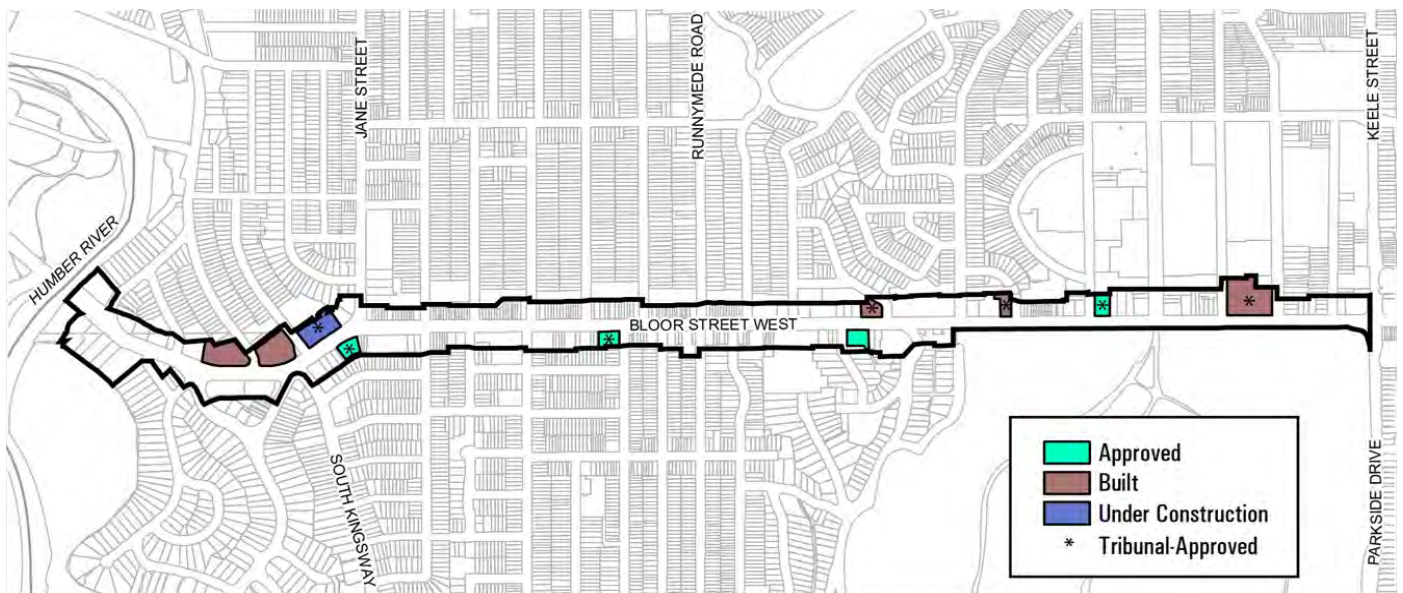 JANE STREET
RUNNYMEDE ROAD
KEELE STREET
HUMBER RIVER
BLOOR STREET WEST
SOUTH KINGSWAY
PARKSIDE DRIVE
Approved
Built
Under Construction
* Tribunal-Approved